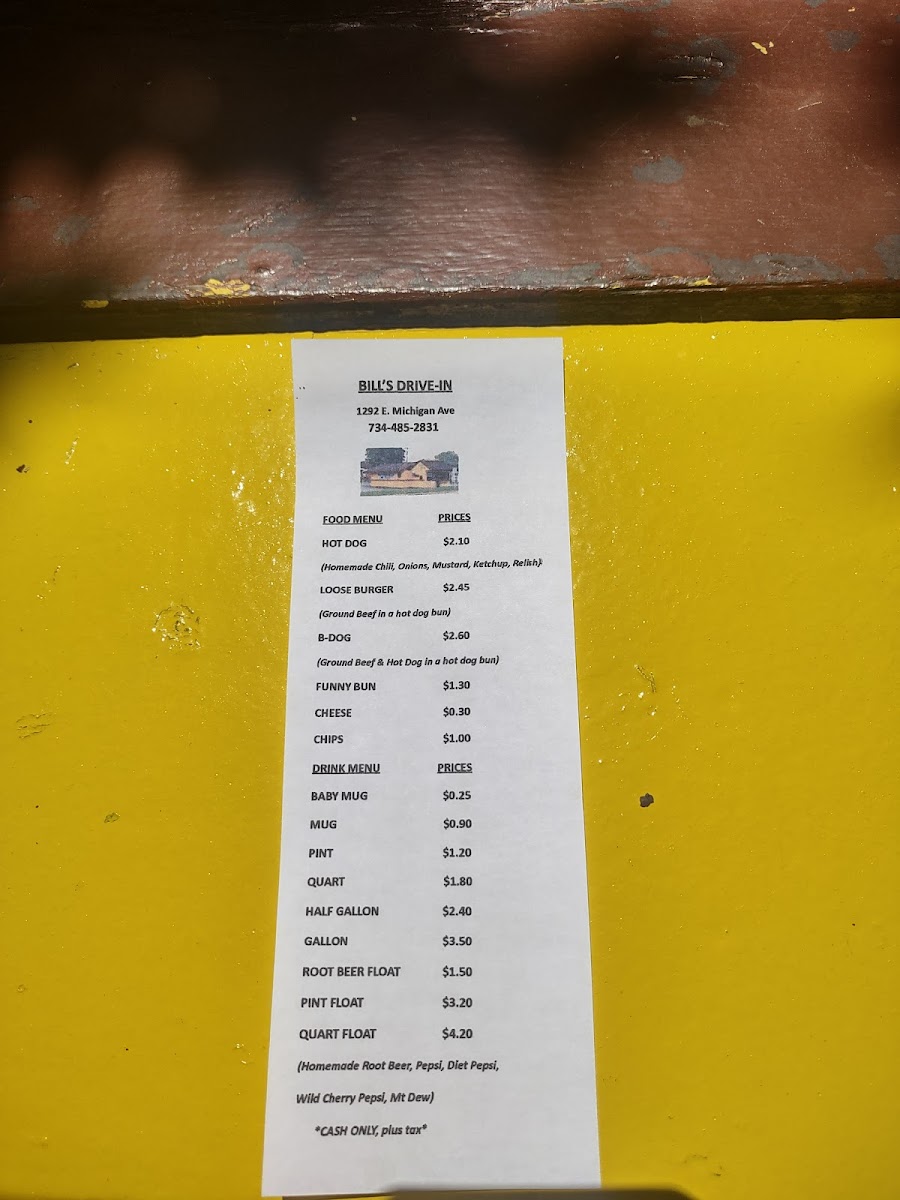 BILL'S DRIVE-IN
1292 E. Michigan Ave
734-485-2831
FOOD MENU PRICES
HOT DOG $2.10
(Homemade Chili, Onions, Mustard, Ketchup, Relish)
LOOSE BURGER $2.45
(Ground Beef in a hot dog bun)
B-DOG $2.60
(Ground Beef & Hot Dog in a hot dog bun)
FUNNY BUN $1.30
CHEESE $0.30
CHIPS $1.00
DRINK MENU PRICES
BABY MUG $0.25
MUG $0.90
PINT $1.20
QUART $1.80
HALF GALLON $2.40
GALLON $3.50
ROOT BEER FLOAT $1.50
PINT FLOAT $3.20
QUART FLOAT $4.20
(Homemade Root Beer, Pepsi, Diet Pepsi,
Wild Cherry Pepsi, Mt Dew)
*CASH ONLY, plus tax*